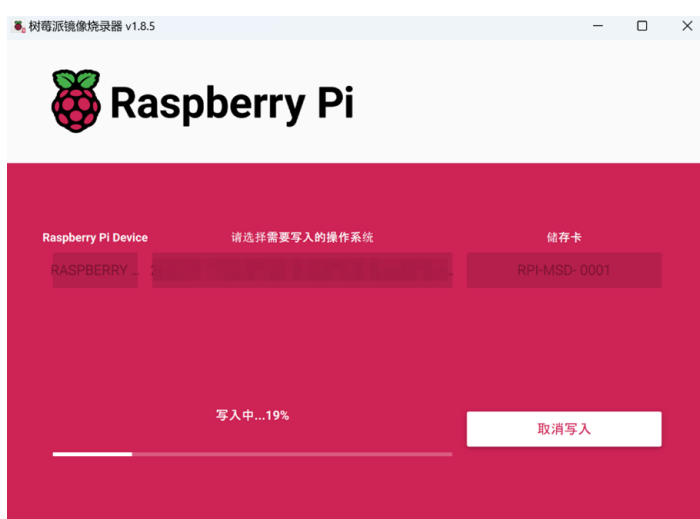 树莓派镜像烧录器 v1.8.5
Raspberry Pi
Raspberry Pi Device
请选择需要写入的操作系统
储存卡
RASPBERRY ...
RPI-MSD- 0001
写入中...19%
取消写入